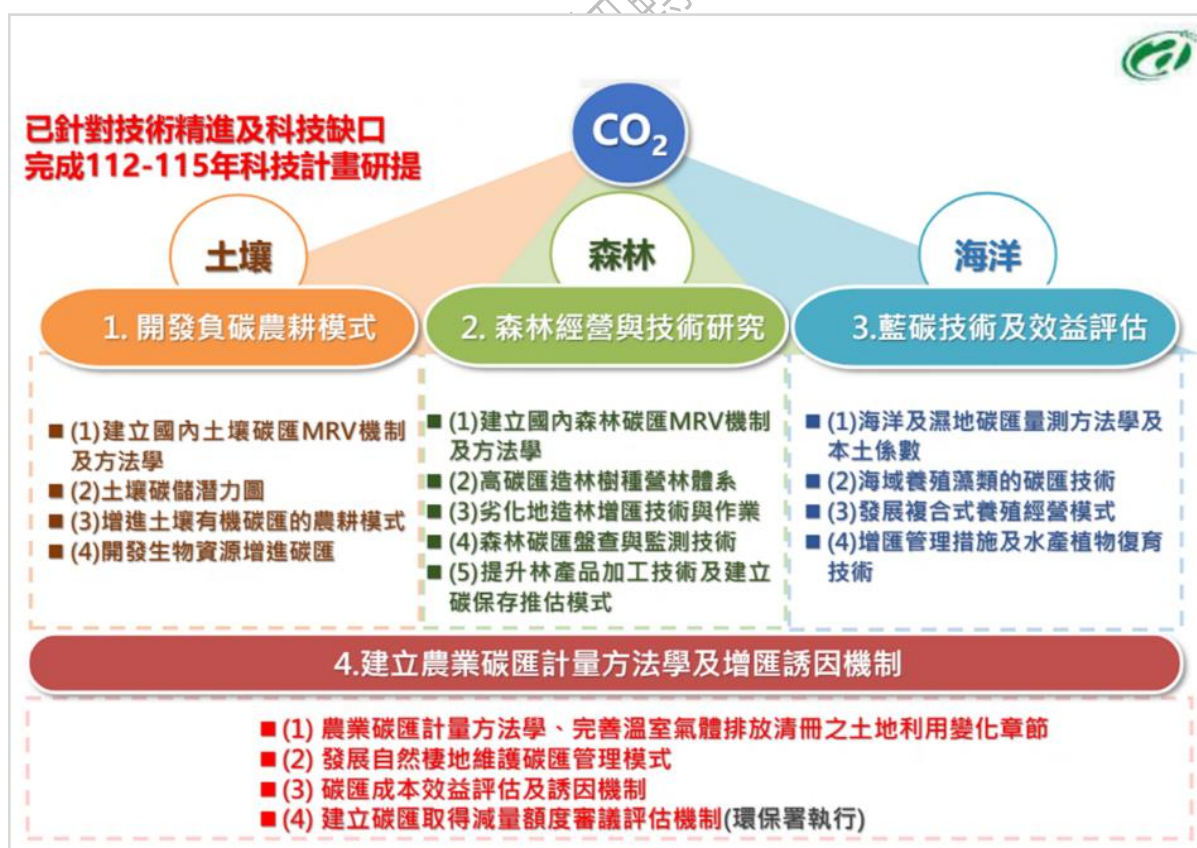 已針對技術精進及科技缺口
完成112-115年科技計畫研提
CO2
土壤
森林
海洋
1. 開發負碳農耕模式
■ (1)建立國內土壤碳匯MRV機制
及方法學
■ (2)土壤碳儲潛力圖
■ (3)增進土壤有機碳匯的農耕模式
■ (4)開發生物資源增進碳匯
2. 森林經營與技術研究
■ (1)建立國內森林碳匯MRV機制
及方法學
■ (2)高碳匯造林樹種營林體系
■ (3)劣化地造林增匯技術與作業
■ (4)森林碳匯盤查與監測技術
■ (5)提升林產品加工技術及建立
碳保存推估模式
3.藍碳技術及效益評估
■ (1)海洋及濕地碳匯量測方法學及
本土係數
■ (2)海域養殖藻類的碳匯技術
■ (3)發展複合式養殖經營模式
■ (4)增匯管理措施及水產植物復育
技術
4.建立農業碳匯計量方法學及增匯誘因機制
■ (1) 農業碳匯計量方法學、完善溫室氣體排放清冊之土地利用變化章節
■ (2) 發展自然棲地維護碳匯管理模式
■ (3) 碳匯成本效益評估及誘因機制
■ (4) 建立碳匯取得減量額度審議評估機制(環保署執行)